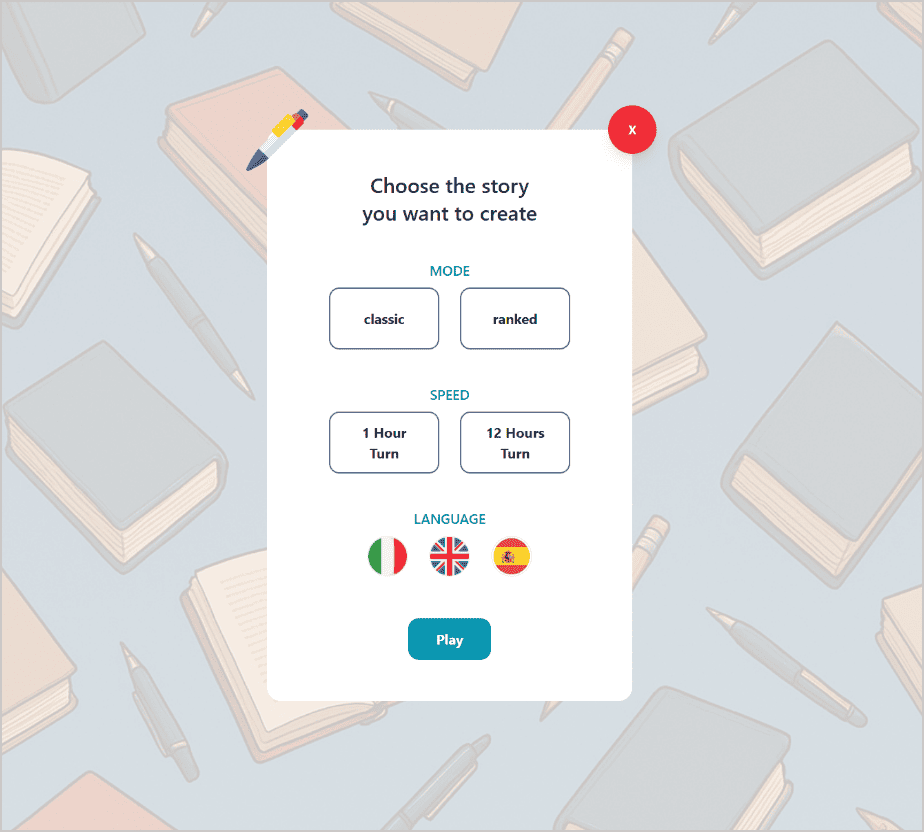 X
Choose the story
you want to create
MODE
classic
ranked
SPEED
1 Hour
Turn
12 Hours
Turn
LANGUAGE
Play